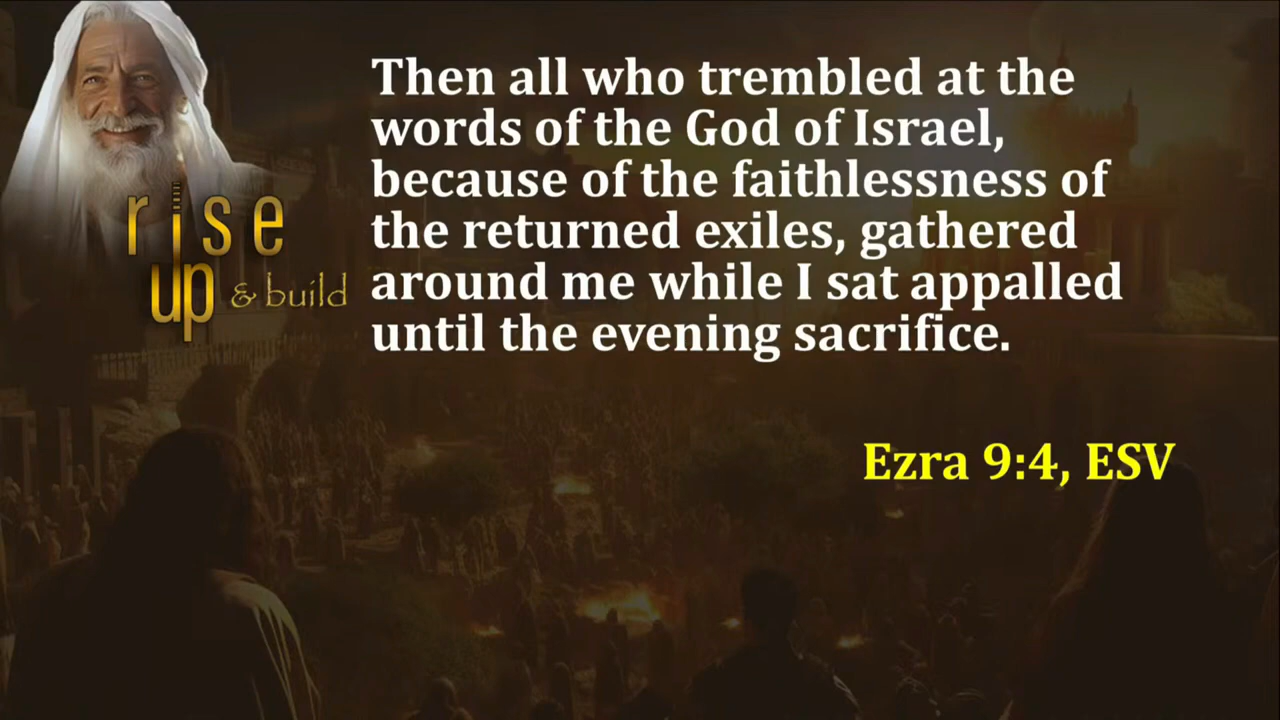 rise
up & build
Then all who trembled at the
words of the God of Israel,
because of the faithlessness of
the returned exiles, gathered
around me while I sat appalled
until the evening sacrifice.
Ezra 9:4, ESV